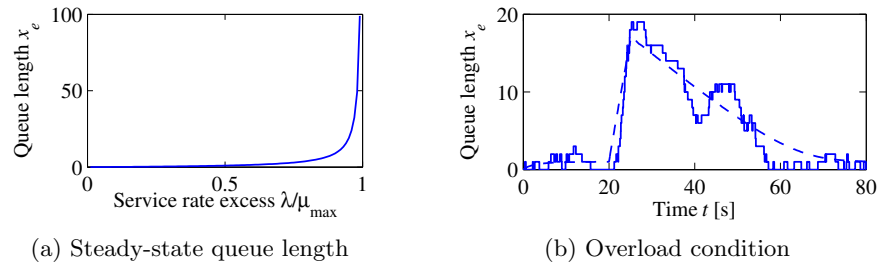 100
50
0
0
0.5
1
Queue length x_e
Service rate excess λ/μ_max
(a) Steady-state queue length
20
10
0
0
20
40
60
80
Queue length x_e
Time t [s]
(b) Overload condition